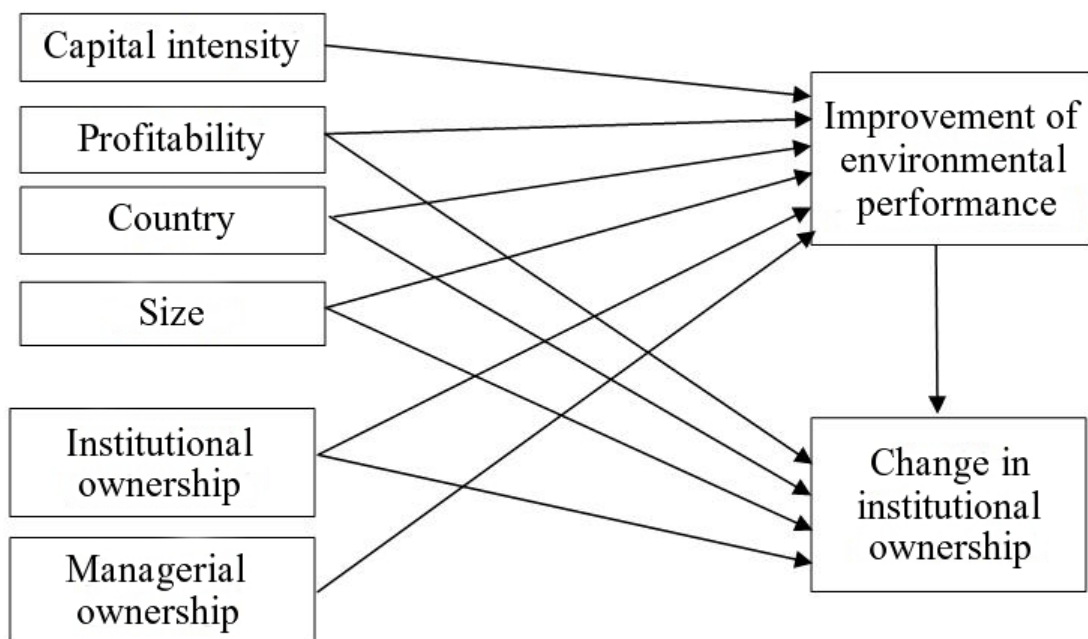 Capital intensity
Profitability
Country
Size
Institutional
ownership
Managerial
ownership
Improvement of
environmental
performance
Change in
institutional
ownership